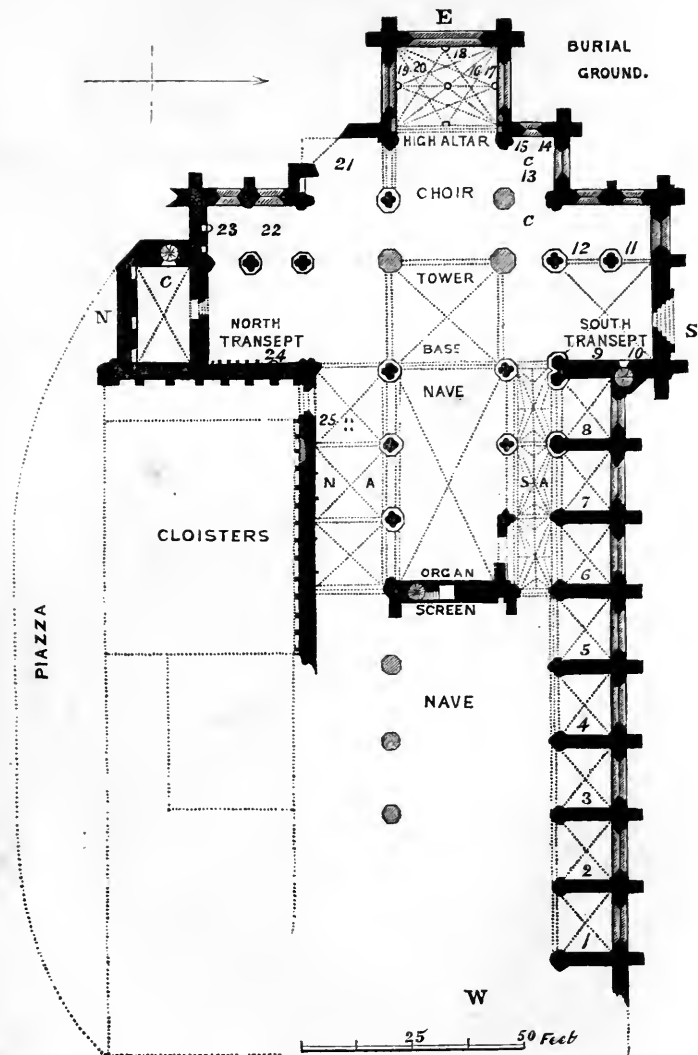 E
BURIAL
GROUND.
18
19 20 16 17
HIGH ALTAR
15 14
C
13
21
CHOIR
C
23 22
12 11
C
TOWER
N
NORTH
TRANSEPT
SOUTH
TRANSEPT
S
24
BASE
9 10
NAVE
8
25
N A
S A
7
CLOISTERS
6
ORGAN
SCREEN
5
PIAZZA
NAVE
4
3
2
1
W
25 50 Feet